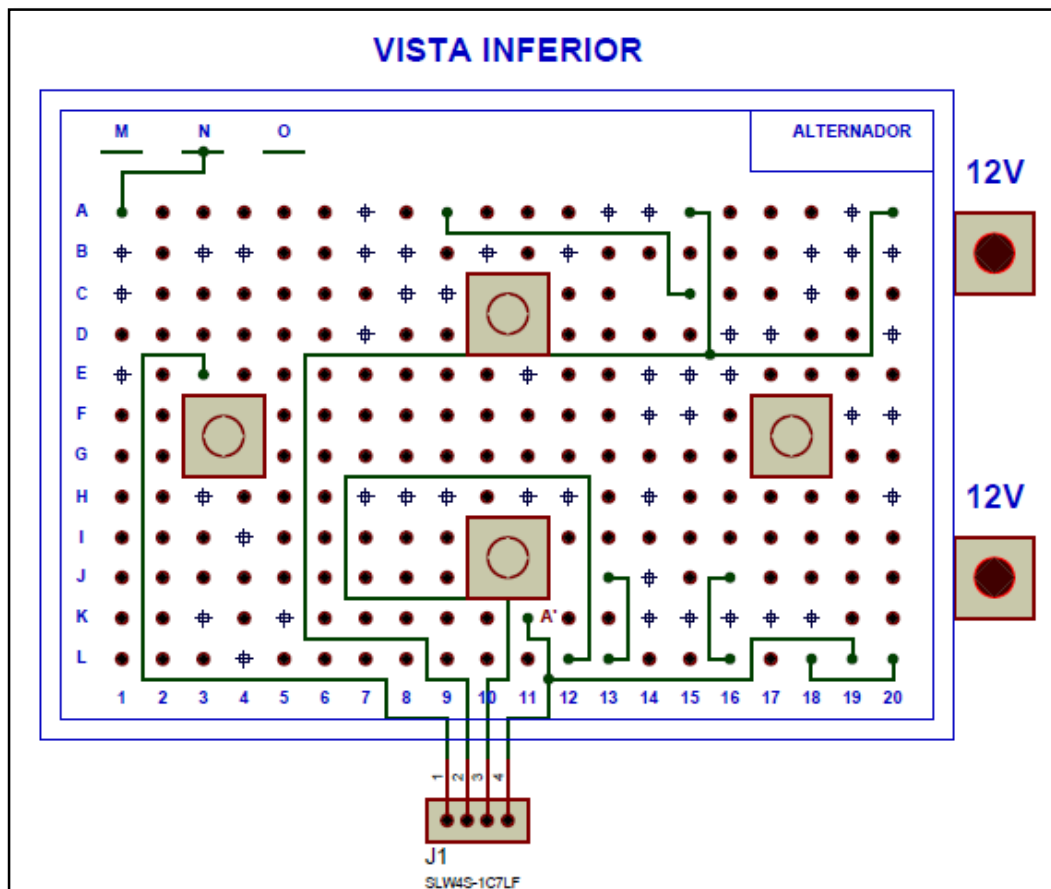 VISTA INFERIOR
M N O ALTERNADOR
12V
A
B
C
D
E
F
G
H
12V
I
J
K A'
L
1 2 3 4 5 6 7 8 9 10 11 12 13 14 15 16 17 18 19 20
1 2 3 4
J1
SLW4S-1C7LF